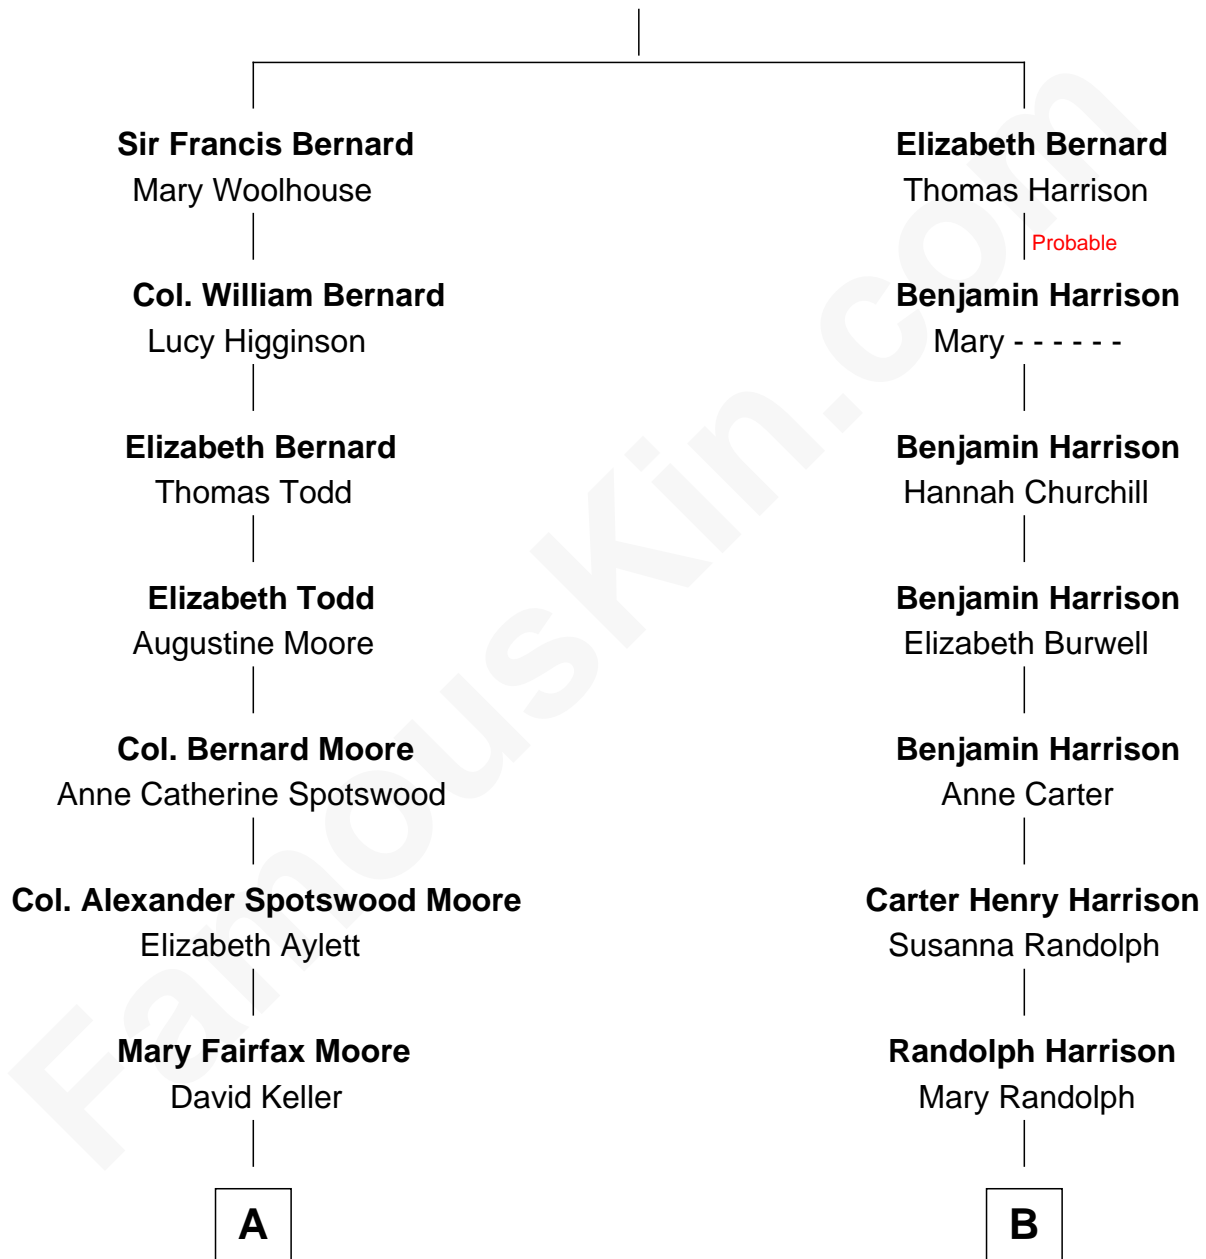 Sir Francis Bernard
Mary Woolhouse
Col. William Bernard
Lucy Higginson
Elizabeth Bernard
Thomas Todd
Elizabeth Todd
Augustine Moore
Col. Bernard Moore
Anne Catherine Spotswood
Col. Alexander Spotswood Moore
Elizabeth Aylett
Mary Fairfax Moore
David Keller
A
Elizabeth Bernard
Thomas Harrison
Probable
Benjamin Harrison
Mary - - - - - -
Benjamin Harrison
Hannah Churchill
Benjamin Harrison
Elizabeth Burwell
Benjamin Harrison
Anne Carter
Carter Henry Harrison
Susanna Randolph
Randolph Harrison
Mary Randolph
B
FamousKin.com